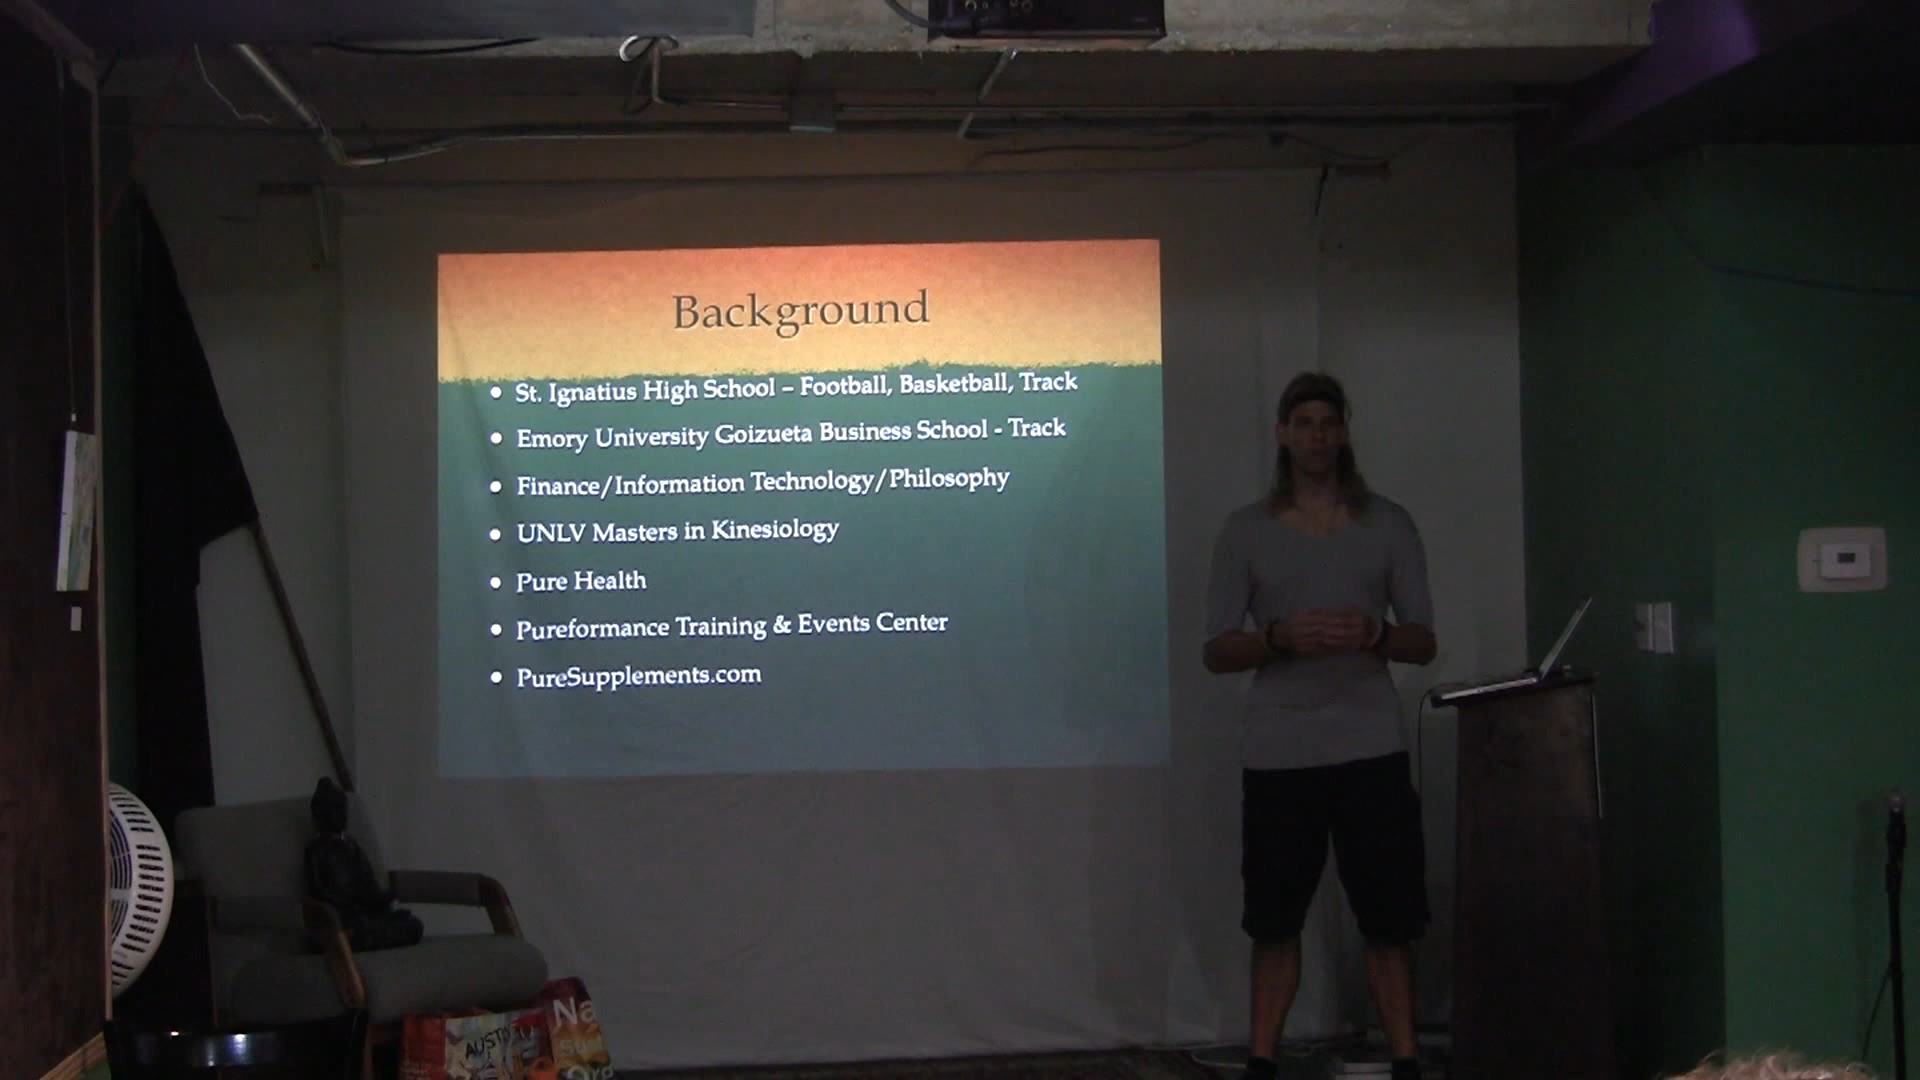 Background
• St. Ignatius High School – Football, Basketball, Track
• Emory University Goizueta Business School - Track
• Finance/Information Technology/Philosophy
• UNLV Masters in Kinesiology
• Pure Health
• Pureformance Training & Events Center
• PureSupplements.com
Na